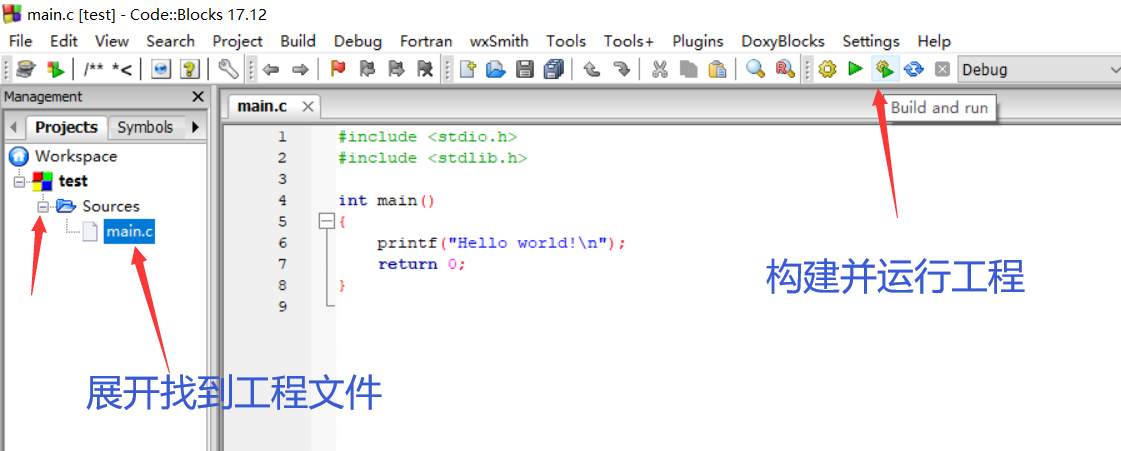 main.c [test] - Code::Blocks 17.12
File Edit View Search Project Build Debug Fortran wxSmith Tools Tools+ Plugins DoxyBlocks Settings Help
/** *< Debug
Management
main.c
Build and run
Projects Symbols
Workspace
test
Sources
main.c
1 #include <stdio.h>
2 #include <stdlib.h>
3
4 int main()
5 {
6 printf("Hello world!\n");
7 return 0;
8 }
9
构建并运行工程
展开找到工程文件